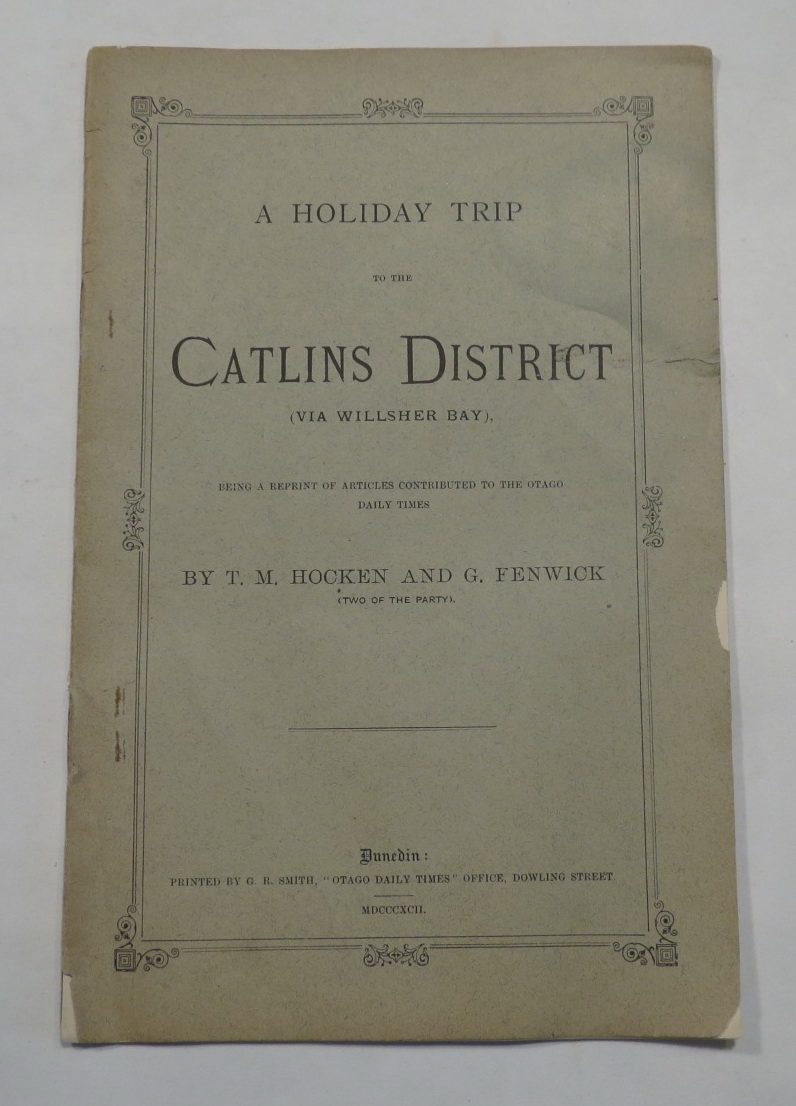 A HOLIDAY TRIP
TO THE
CATLINS DISTRICT
(VIA WILLSHER BAY),
BEING A REPRINT OF ARTICLES CONTRIBUTED TO THE OTAGO
DAILY TIMES
BY T. M. HOCKEN AND G. FENWICK
(TWO OF THE PARTY).
Dunedin:
PRINTED BY G. R. SMITH, "OTAGO DAILY TIMES" OFFICE, DOWLING STREET.
MDCCCXCII.